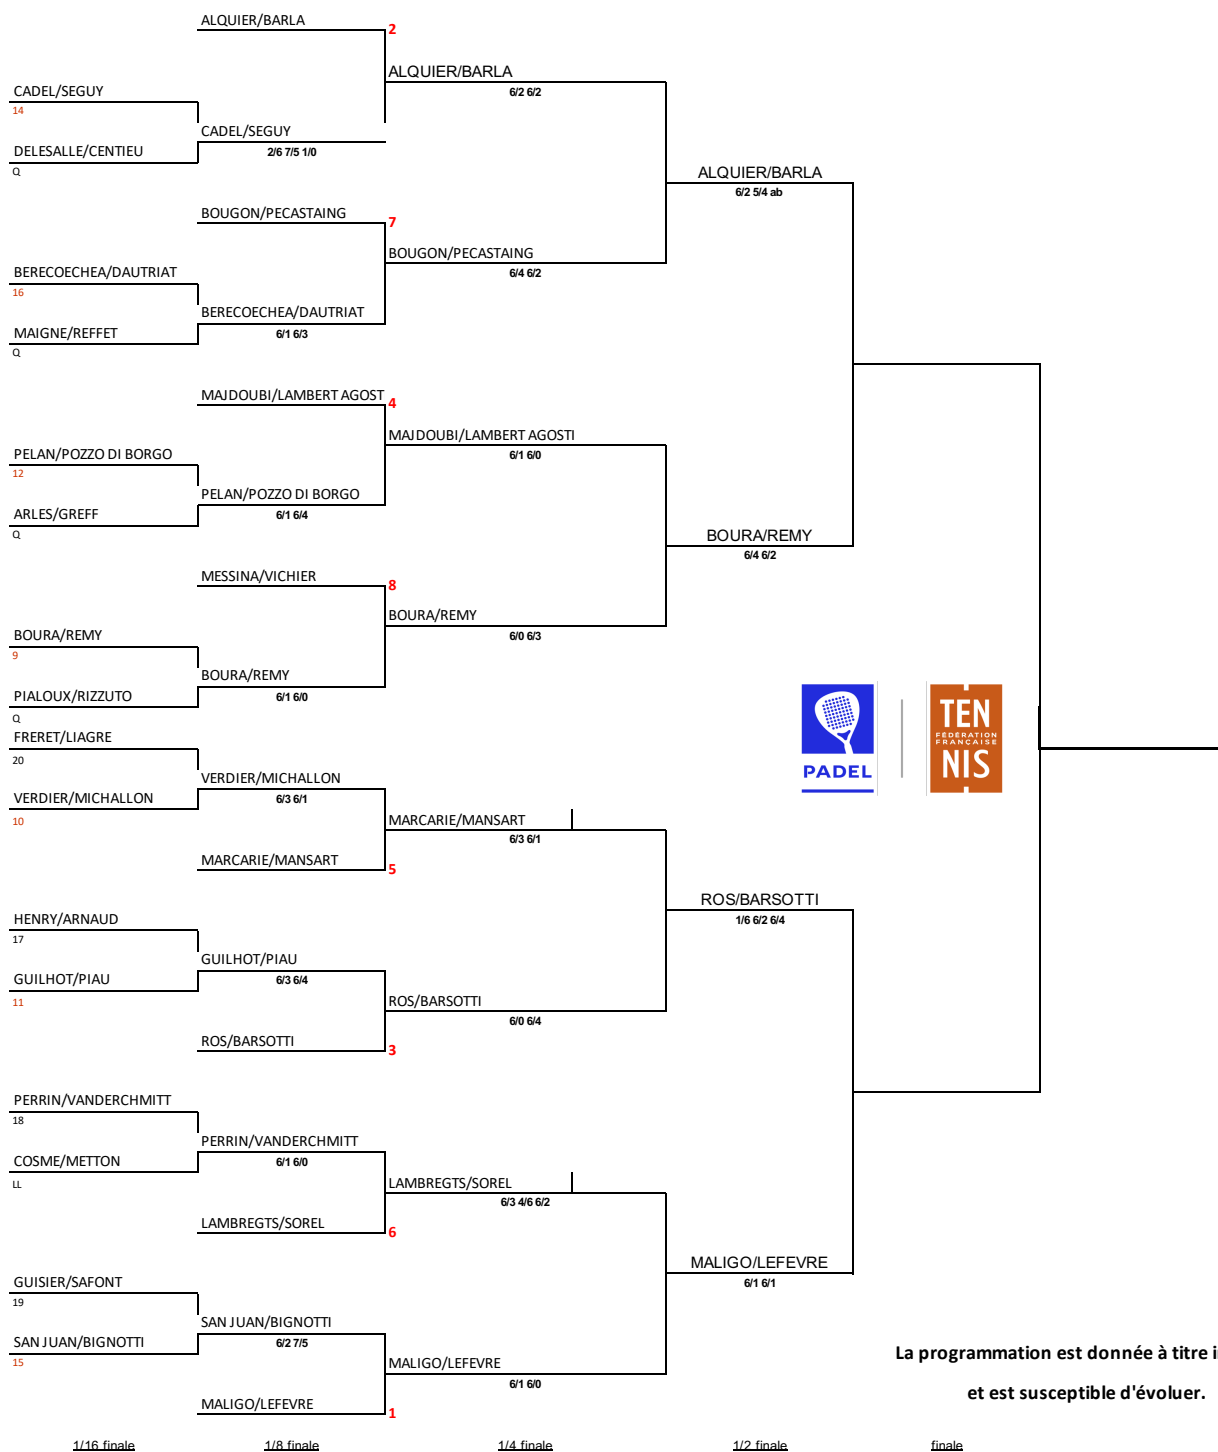 ALQUIER/BARLA
2
ALQUIER/BARLA
6/2 6/2
CADEL/SEGUY
14
CADEL/SEGUY
2/6 7/5 1/0
DELESALLE/CENTIEU
Q
ALQUIER/BARLA
6/2 5/4 ab
BOUGON/PECASTAING
7
BOUGON/PECASTAING
6/4 6/2
BERECOECHEA/DAUTRIAT
16
BERECOECHEA/DAUTRIAT
6/1 6/3
MAIGNE/REFFET
Q
MAJDOUBI/LAMBERT AGOST
4
MAJDOUBI/LAMBERT AGOSTI
6/1 6/0
PELAN/POZZO DI BORGO
12
PELAN/POZZO DI BORGO
6/1 6/4
ARLES/GREFF
Q
BOURA/REMY
6/4 6/2
MESSINA/VICHIER
8
BOURA/REMY
6/0 6/3
BOURA/REMY
9
BOURA/REMY
6/1 6/0
PIALOUX/RIZZUTO
Q
FRERET/LIAGRE
20
VERDIER/MICHALLON
6/3 6/1
VERDIER/MICHALLON
10
PADEL
TEN
FÉDÉRATION
FRANÇAISE
NIS
MARCARIE/MANSART
6/3 6/1
MARCARIE/MANSART
5
ROS/BARSOTTI
1/6 6/2 6/4
HENRY/ARNAUD
17
GUILHOT/PIAU
6/3 6/4
GUILHOT/PIAU
11
ROS/BARSOTTI
6/0 6/4
ROS/BARSOTTI
3
PERRIN/VANDERCHMITT
18
PERRIN/VANDERCHMITT
6/1 6/0
COSME/METTON
LL
LAMBREGTS/SOREL
6/3 4/6 6/2
LAMBREGTS/SOREL
6
MALIGO/LEFEVRE
6/1 6/1
GUISIER/SAFONT
19
SAN JUAN/BIGNOTTI
6/2 7/5
SAN JUAN/BIGNOTTI
15
MALIGO/LEFEVRE
6/1 6/0
MALIGO/LEFEVRE
1
La programmation est donnée à titre i
et est susceptible d'évoluer.
1/16 finale 1/8 finale 1/4 finale 1/2 finale finale